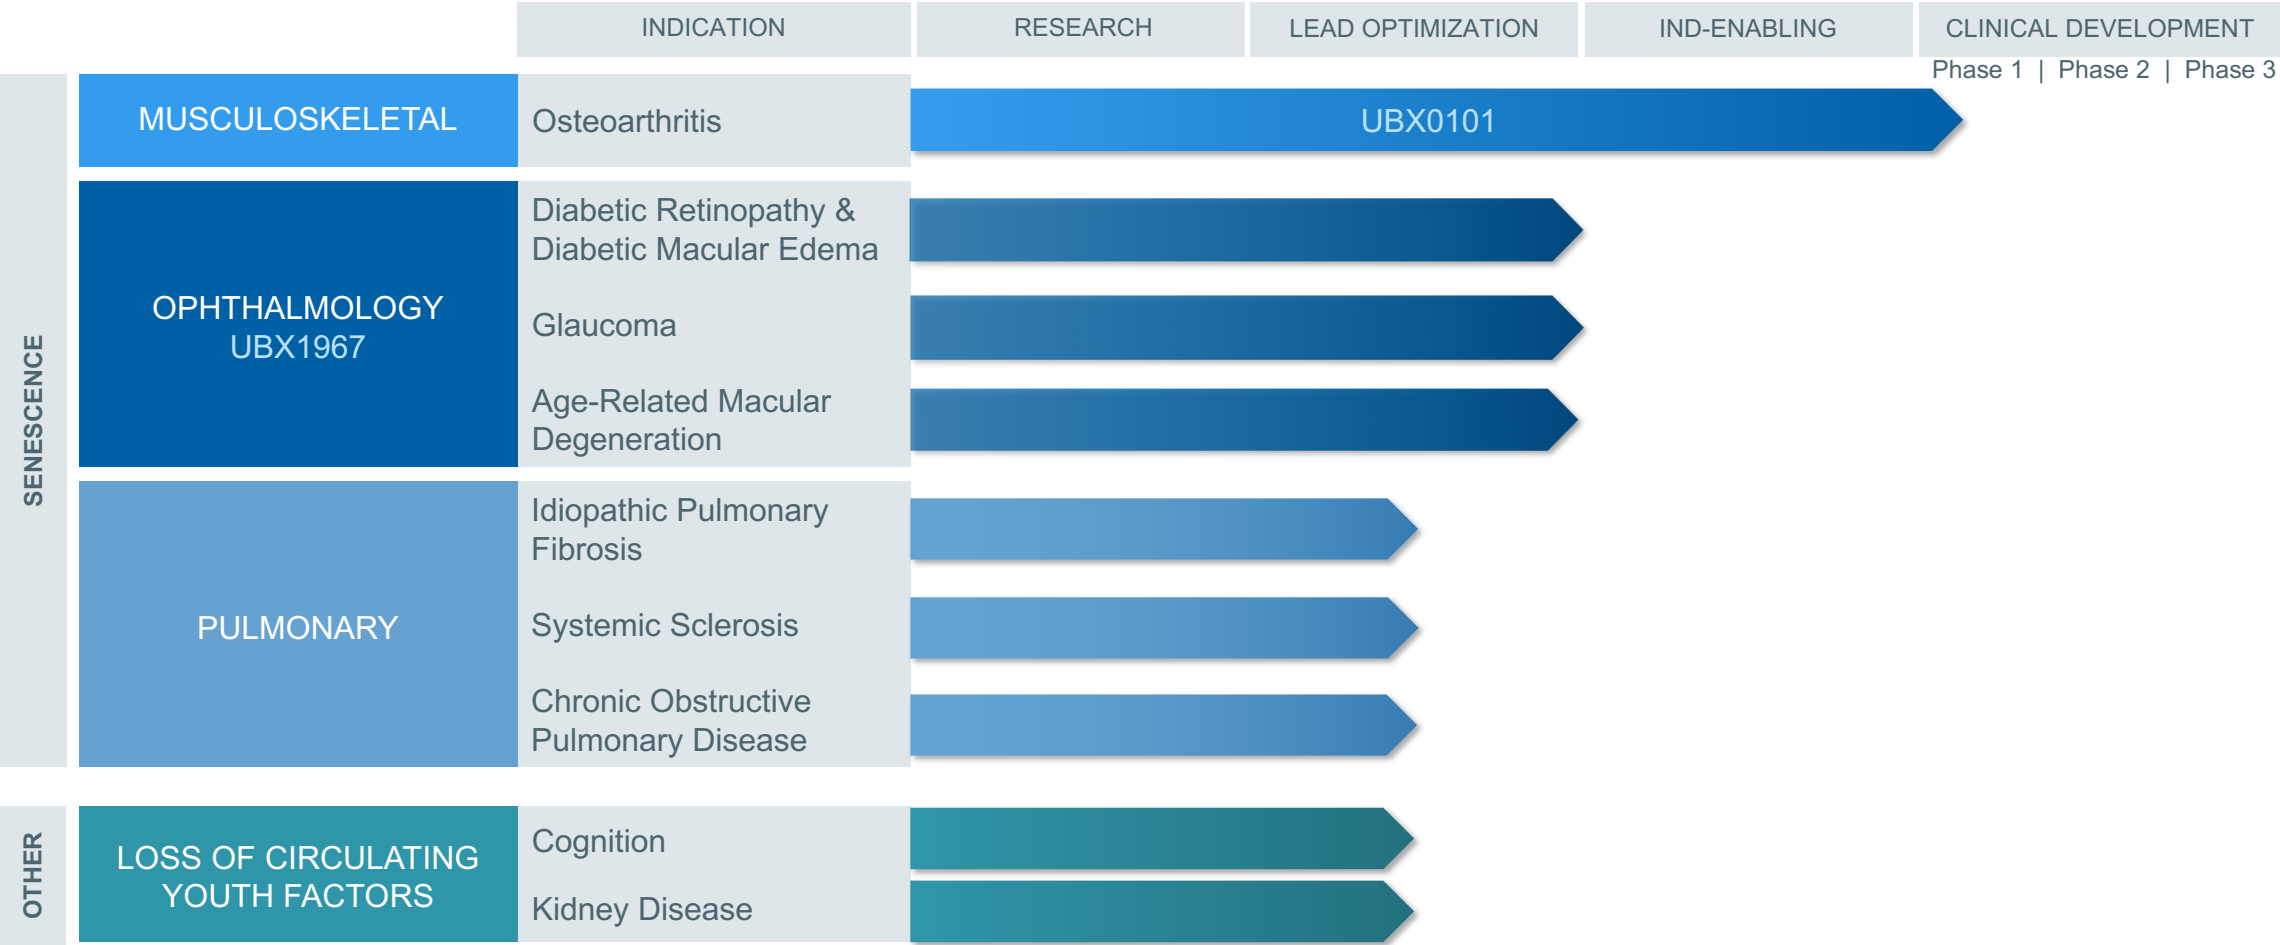 INDICATION
RESEARCH
LEAD OPTIMIZATION
IND-ENABLING
CLINICAL DEVELOPMENT
Phase 1 | Phase 2 | Phase 3
SENESCENCE
MUSCULOSKELETAL
Osteoarthritis
UBX0101
OPHTHALMOLOGY
UBX1967
Diabetic Retinopathy &
Diabetic Macular Edema
Glaucoma
Age-Related Macular
Degeneration
PULMONARY
Idiopathic Pulmonary
Fibrosis
Systemic Sclerosis
Chronic Obstructive
Pulmonary Disease
OTHER
LOSS OF CIRCULATING
YOUTH FACTORS
Cognition
Kidney Disease